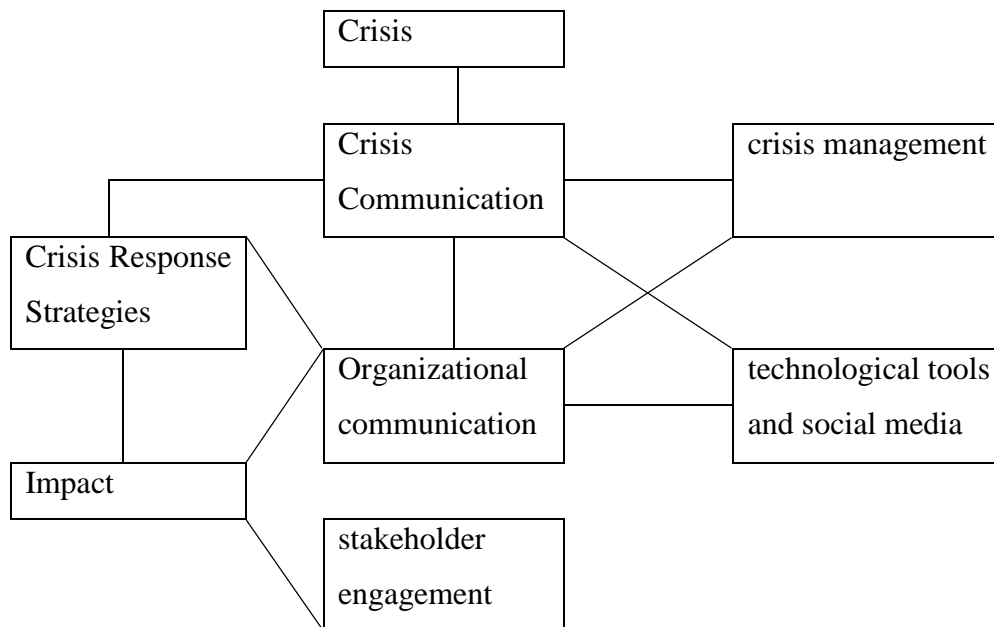 Crisis
Crisis
Communication
crisis management
Crisis Response
Strategies
Organizational
communication
technological tools
and social media
Impact
stakeholder
engagement